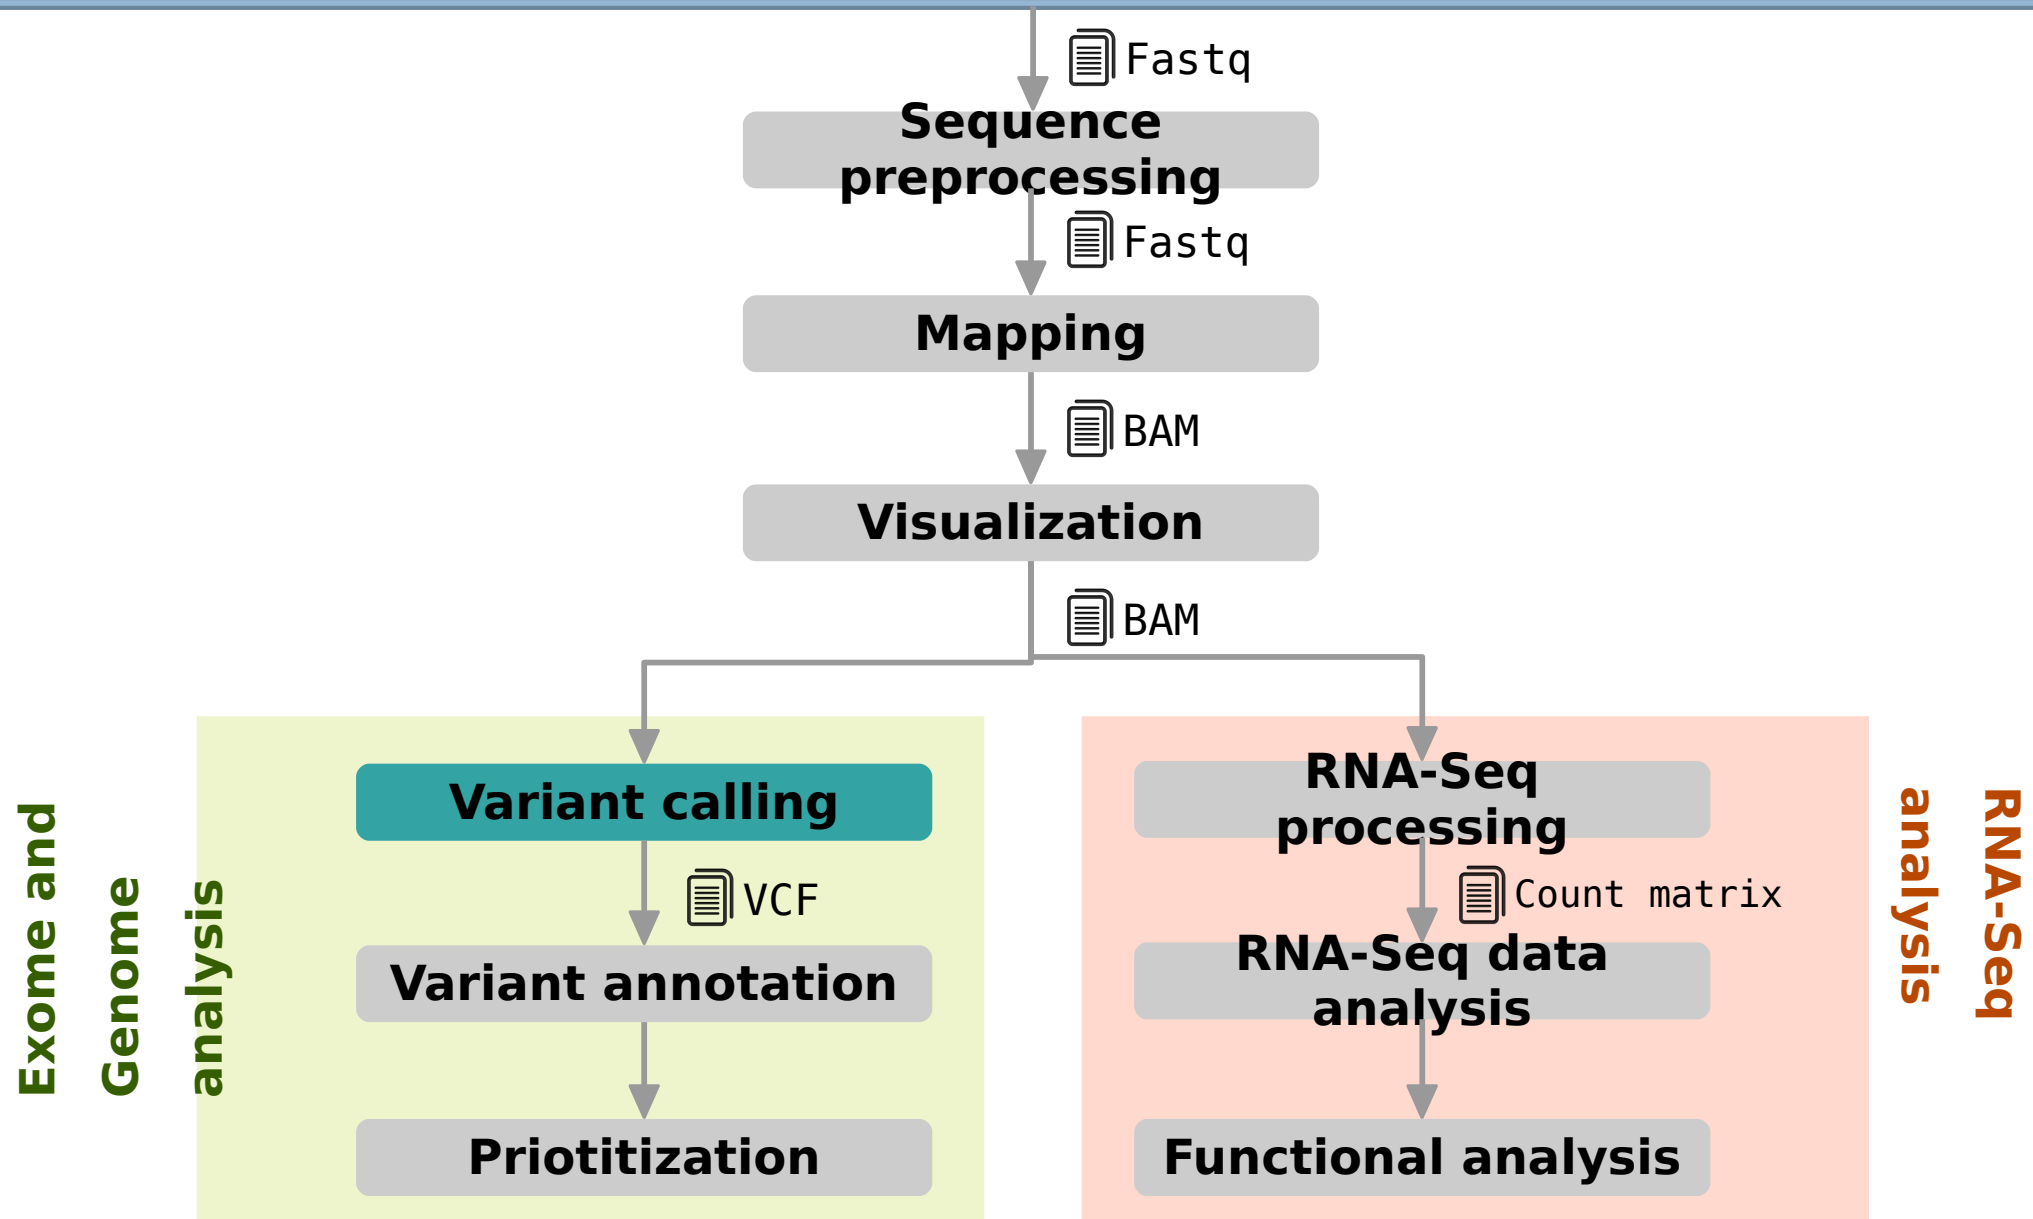 Fastq
Sequence
preprocessing
Fastq
Mapping
BAM
Visualization
BAM
Exome and
Genome
analysis
Variant calling
VCF
Variant annotation
Priotitization
RNA-Seq
processing
Count matrix
RNA-Seq data
analysis
Functional analysis
RNA-Seq
analysis